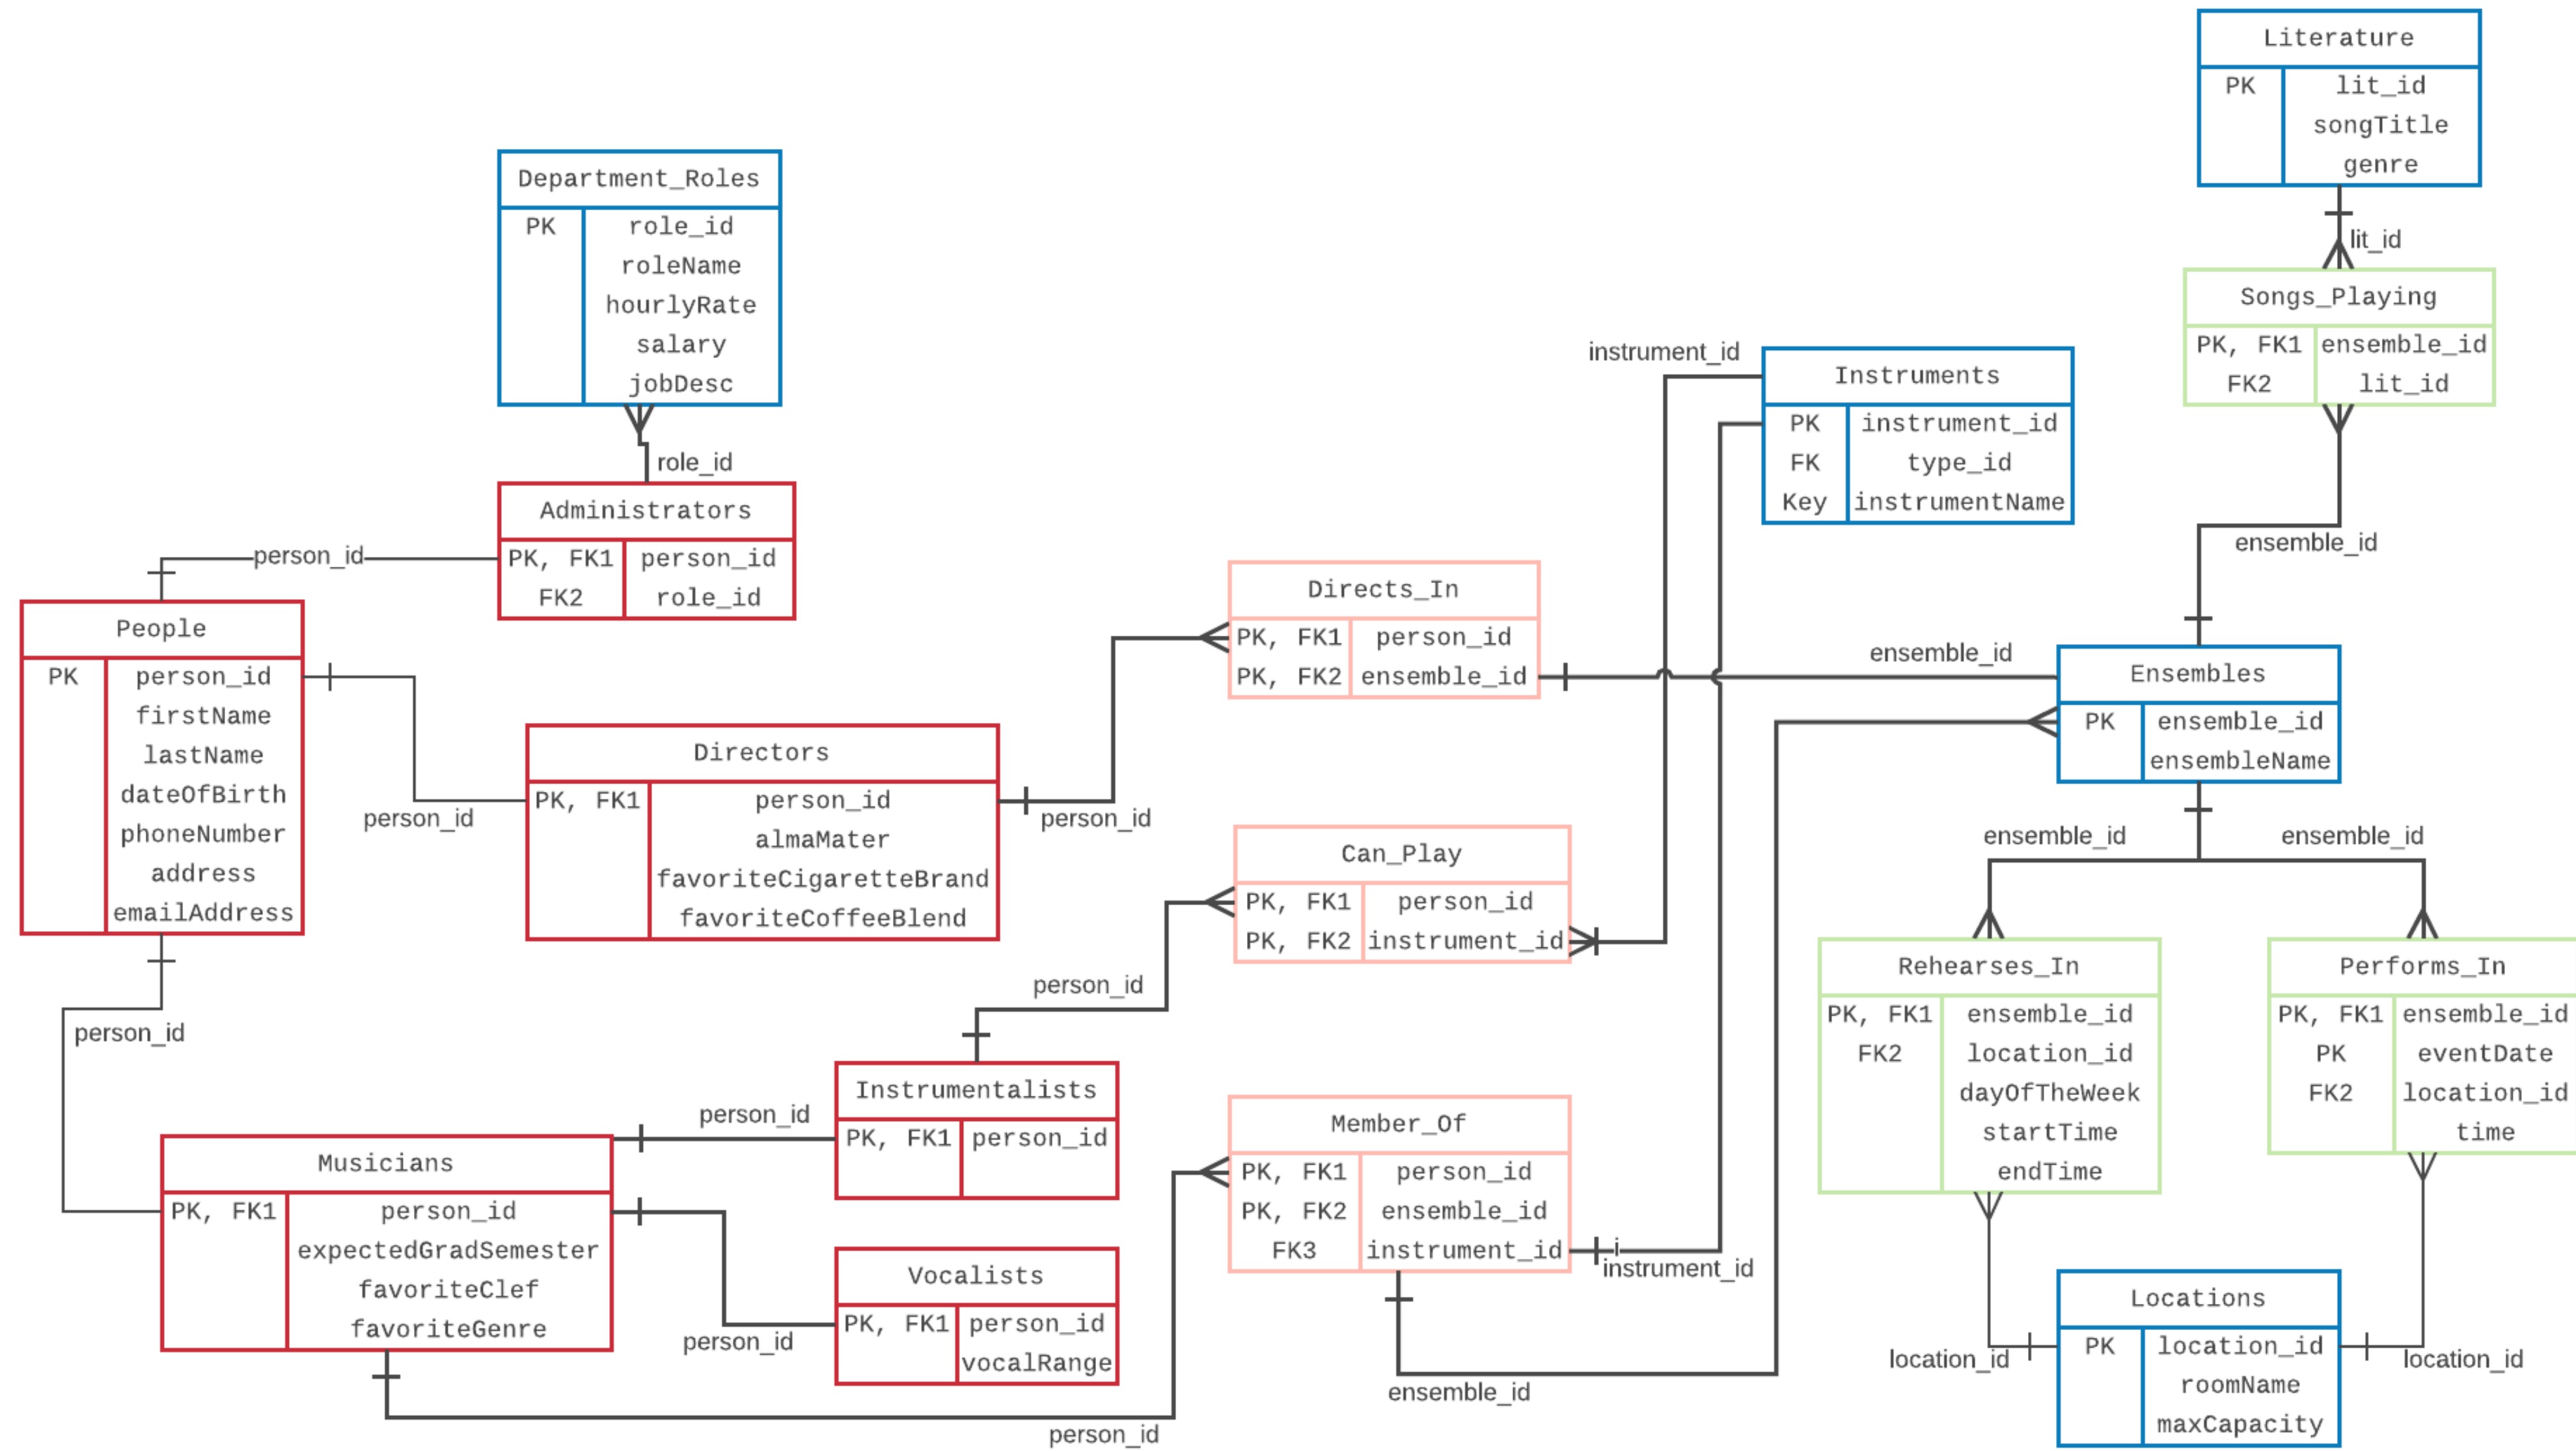 Literature
PK lit_id
songTitle
genre
lit_id
Department_Roles
PK role_id
roleName
hourlyRate
salary
jobDesc
role_id
Songs_Playing
PK, FK1 ensemble_id
FK2 lit_id
ensemble_id
instrument_id
Instruments
PK instrument_id
FK type_id
Key instrumentName
Administrators
PK, FK1 person_id
FK2 role_id
person_id
People
PK person_id
firstName
lastName
dateOfBirth
phoneNumber
address
emailAddress
person_id
person_id
Directs_In
PK, FK1 person_id
PK, FK2 ensemble_id
ensemble_id
Ensembles
PK ensemble_id
ensembleName
Directors
PK, FK1 person_id
almaMater
favoriteCigaretteBrand
favoriteCoffeeBlend
person_id
Can_Play
PK, FK1 person_id
PK, FK2 instrument_id
person_id
ensemble_id
ensemble_id
Rehearses_In
PK, FK1 ensemble_id
FK2 location_id
dayOfTheWeek
startTime
endTime
Performs_In
PK, FK1 ensemble_id
PK eventDate
FK2 location_id
time
Instrumentalists
PK, FK1 person_id
person_id
Musicians
PK, FK1 person_id
expectedGradSemester
favoriteClef
favoriteGenre
Vocalists
PK, FK1 person_id
vocalRange
person_id
person_id
Member_Of
PK, FK1 person_id
PK, FK2 ensemble_id
FK3 instrument_id
i
instrument_id
ensemble_id
Locations
PK location_id
roomName
maxCapacity
location_id
location_id